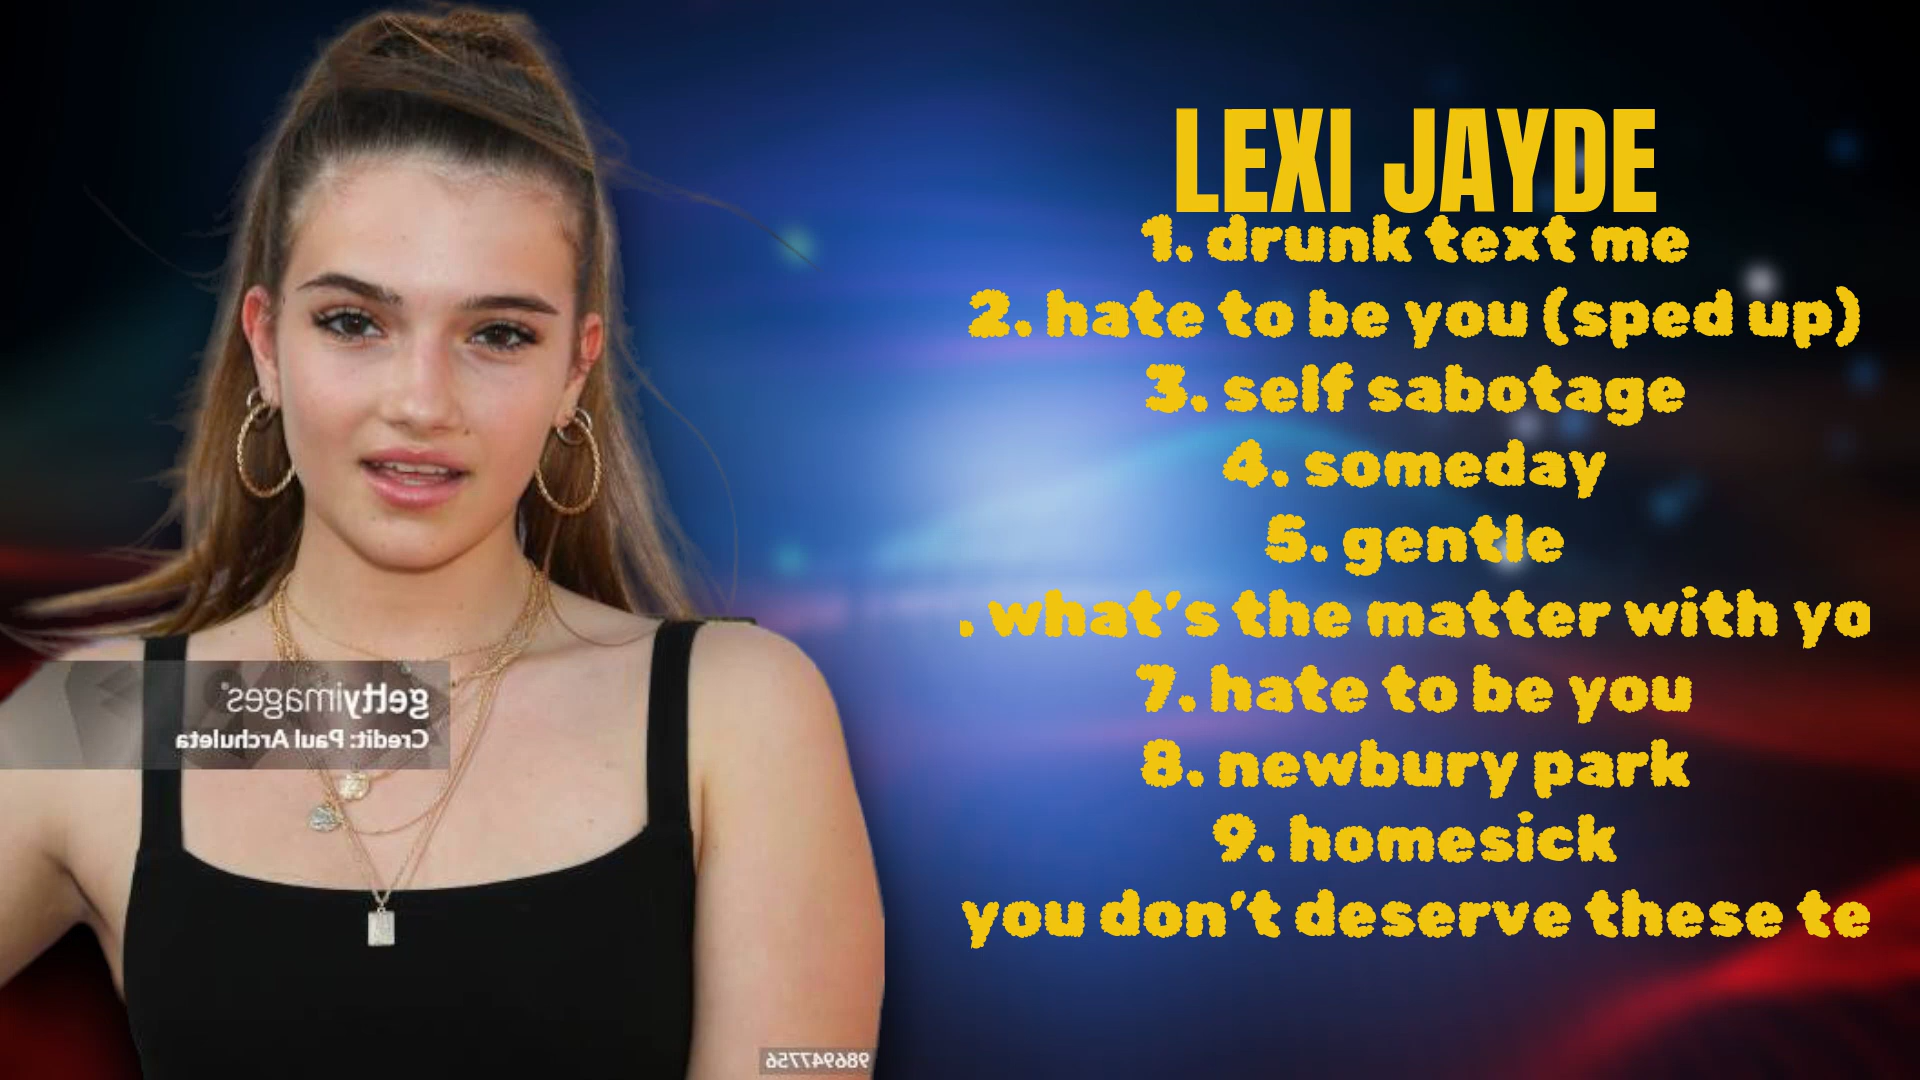 LEXI JAYDE
1. drunk text me
2. hate to be you (sped up)
3. self sabotage
4. someday
5. gentle
. what's the matter with yo
7. hate to be you
8. newbury park
9. homesick
you don't deserve these te
gettyimages
Credit: Paul Archuleta
986947756